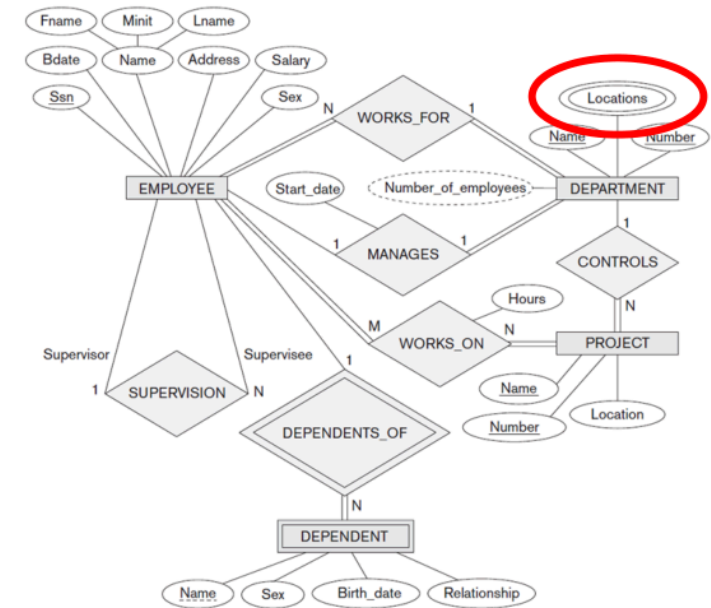 Fname Minit Lname
Bdate Name Address Salary
Ssn Sex
Locations
N WORKS_FOR 1
Name Number
EMPLOYEE Start_date Number_of_employees DEPARTMENT
1 MANAGES 1
1
CONTROLS
Hours
N
M WORKS_ON N PROJECT
Supervisor Supervisee
1
1 SUPERVISION N
Name
Number Location
DEPENDENTS_OF
N
DEPENDENT
Name Sex Birth_date Relationship